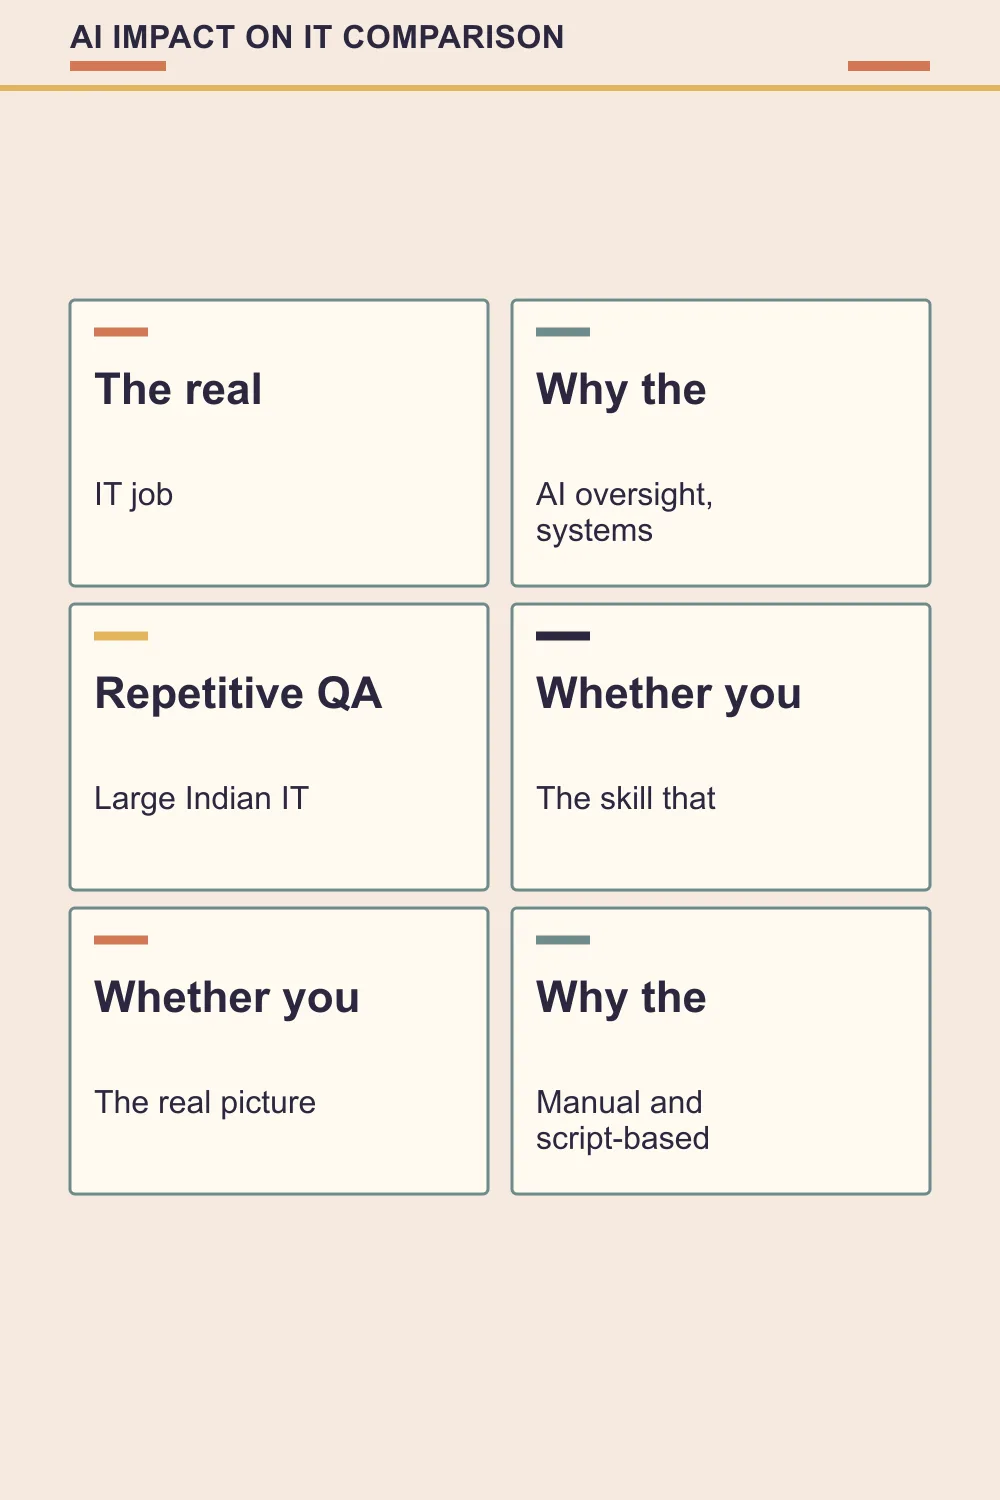 AI IMPACT ON IT COMPARISON
The real
IT job
Why the
AI oversight,
systems
Repetitive QA
Large Indian IT
Whether you
The skill that
Whether you
The real picture
Why the
Manual and
script-based